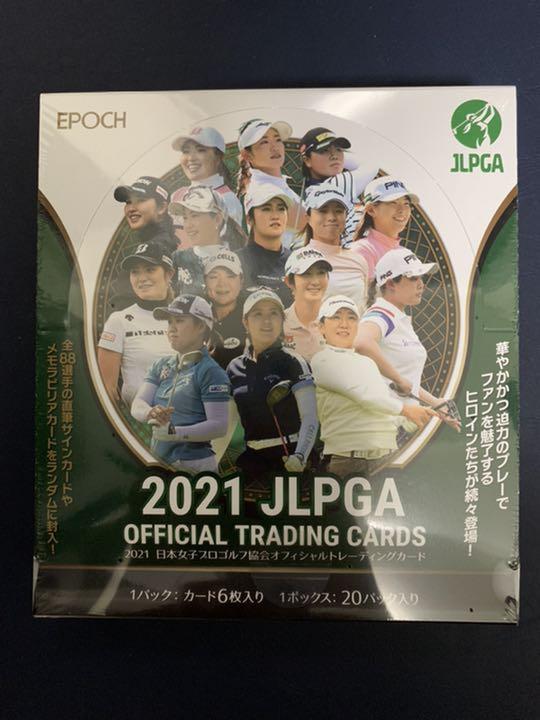 EPOCH
JLPGA
PING
CELLS
PING
全88選手の直筆サインカードや
メモラビリアカードをランダムに封入!
華やかかつ迫力のプレーで
ファンを魅了する
ヒロインたちが続々登場!
2021 JLPGA
OFFICIAL TRADING CARDS
2021 日本女子プロゴルフ協会オフィシャルトレーディングカード
1パック:カード6枚入り 1ボックス:20パック入り